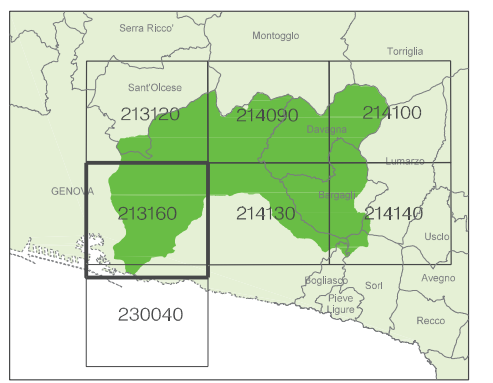 Serra Ricco'
Montoggio
Torriglia
Sant'Olcese
213120
214090
214100
Davagna
Lumarzo
GENOVA
Bargagli
213160
214130
214140
Uscio
Bogliasco
Sori
Avegno
Pieve
Ligure
230040
Recco